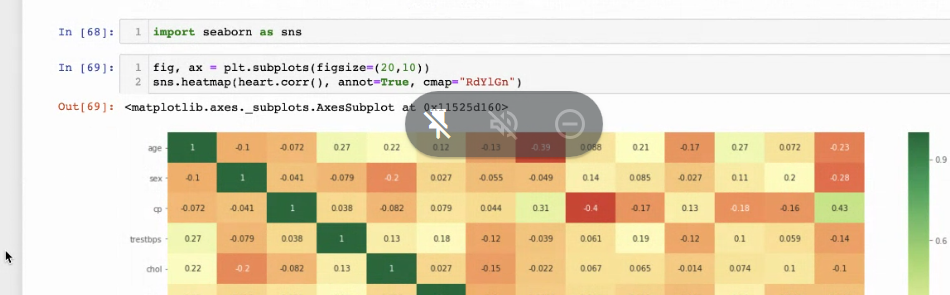 In [68]: 1 import seaborn as sns
In [69]: 1 fig, ax = plt.subplots(figsize=(20,10))
2 sns.heatmap(heart.corr(), annot=True, cmap="RdYlGn")
Out[69]: <matplotlib.axes._subplots.AxesSubplot at 0x11525d160>
age 1 -0.1 -0.072 0.27 0.22 0.12 -0.13 -0.39 0.088 0.21 -0.17 0.27 0.072 -0.23
0.9
sex -0.1 1 -0.041 -0.079 -0.2 0.027 -0.055 -0.049 0.14 0.085 -0.027 0.11 0.2 -0.28
cp -0.072 -0.041 1 0.038 -0.082 0.079 0.044 0.31 -0.4 -0.17 0.13 -0.18 -0.16 0.43
trestbps 0.27 -0.079 0.038 1 0.13 0.18 -0.12 -0.039 0.061 0.19 -0.12 0.1 0.059 -0.14
0.6
chol 0.22 -0.2 -0.082 0.13 1 0.027 -0.15 -0.022 0.067 0.065 -0.014 0.074 0.1 -0.1